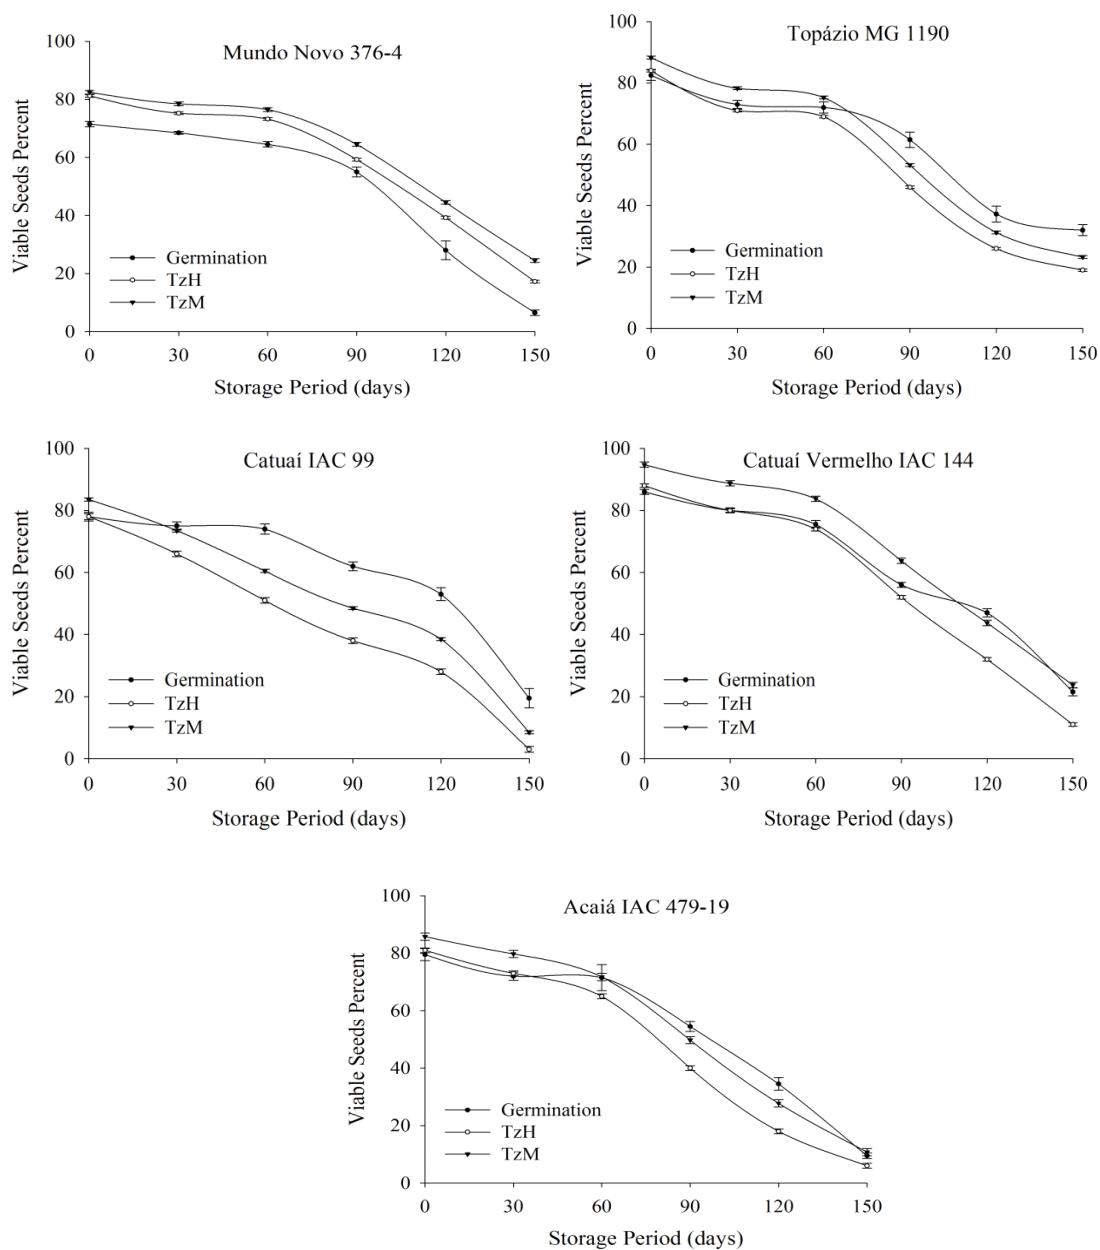 Mundo Novo 376-4
Viable Seeds Percent
100
80
60
40
20
0
Germination
TzH
TzM
0 30 60 90 120 150
Storage Period (days)
Topázio MG 1190
Viable Seeds Percent
100
80
60
40
20
0
Germination
TzH
TzM
0 30 60 90 120 150
Storage Period (days)
Catuaí IAC 99
Viable Seeds Percent
100
80
60
40
20
0
Germination
TzH
TzM
0 30 60 90 120 150
Storage Period (days)
Catuaí Vermelho IAC 144
Viable Seeds Percent
100
80
60
40
20
0
Germination
TzH
TzM
0 30 60 90 120 150
Storage Period (days)
Acaiá IAC 479-19
Viable Seeds Percent
100
80
60
40
20
0
Germination
TzH
TzM
0 30 60 90 120 150
Storage Period (days)